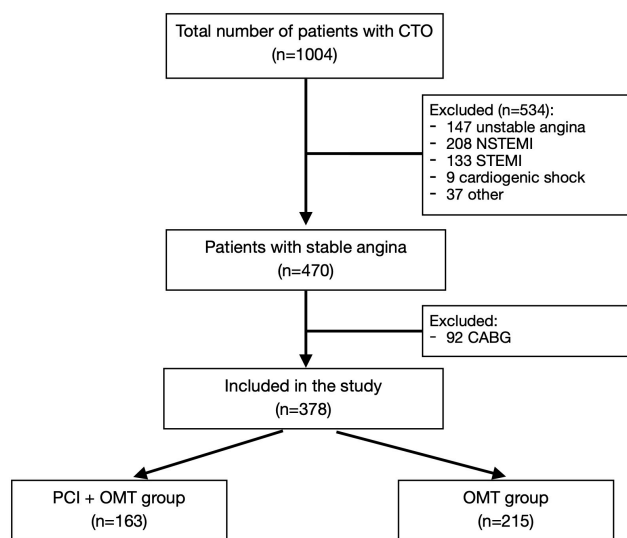 Total number of patients with CTO
(n=1004)
Excluded (n=534):
- 147 unstable angina
- 208 NSTEMI
- 133 STEMI
- 9 cardiogenic shock
- 37 other
Patients with stable angina
(n=470)
Excluded:
- 92 CABG
Included in the study
(n=378)
PCI + OMT group
(n=163)
OMT group
(n=215)